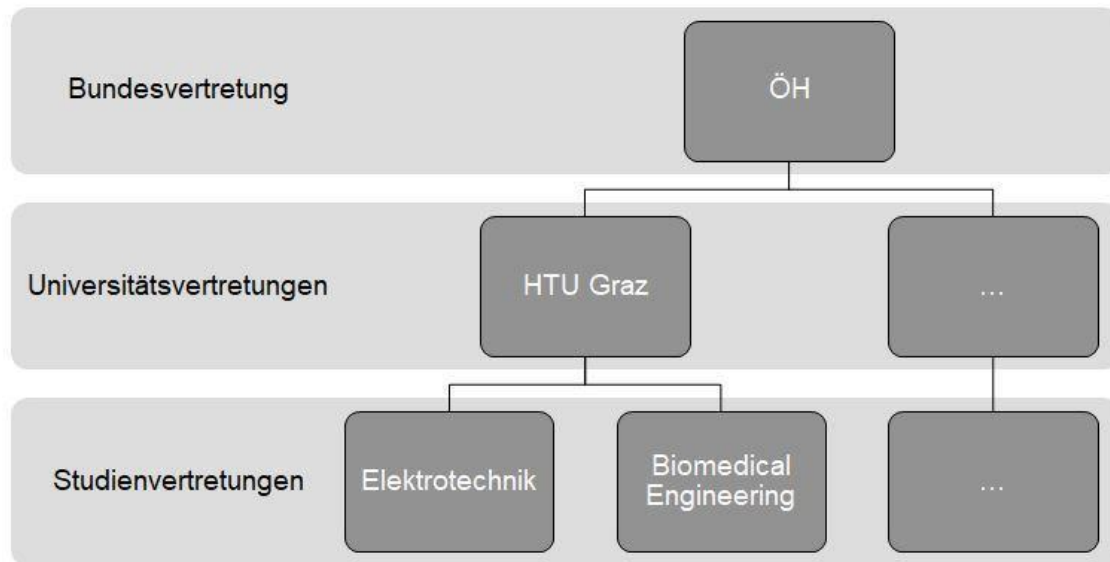 Bundesvertretung
ÖH
Universitätsvertretungen
HTU Graz
...
Studienvertretungen
Elektrotechnik
Biomedical
Engineering
...